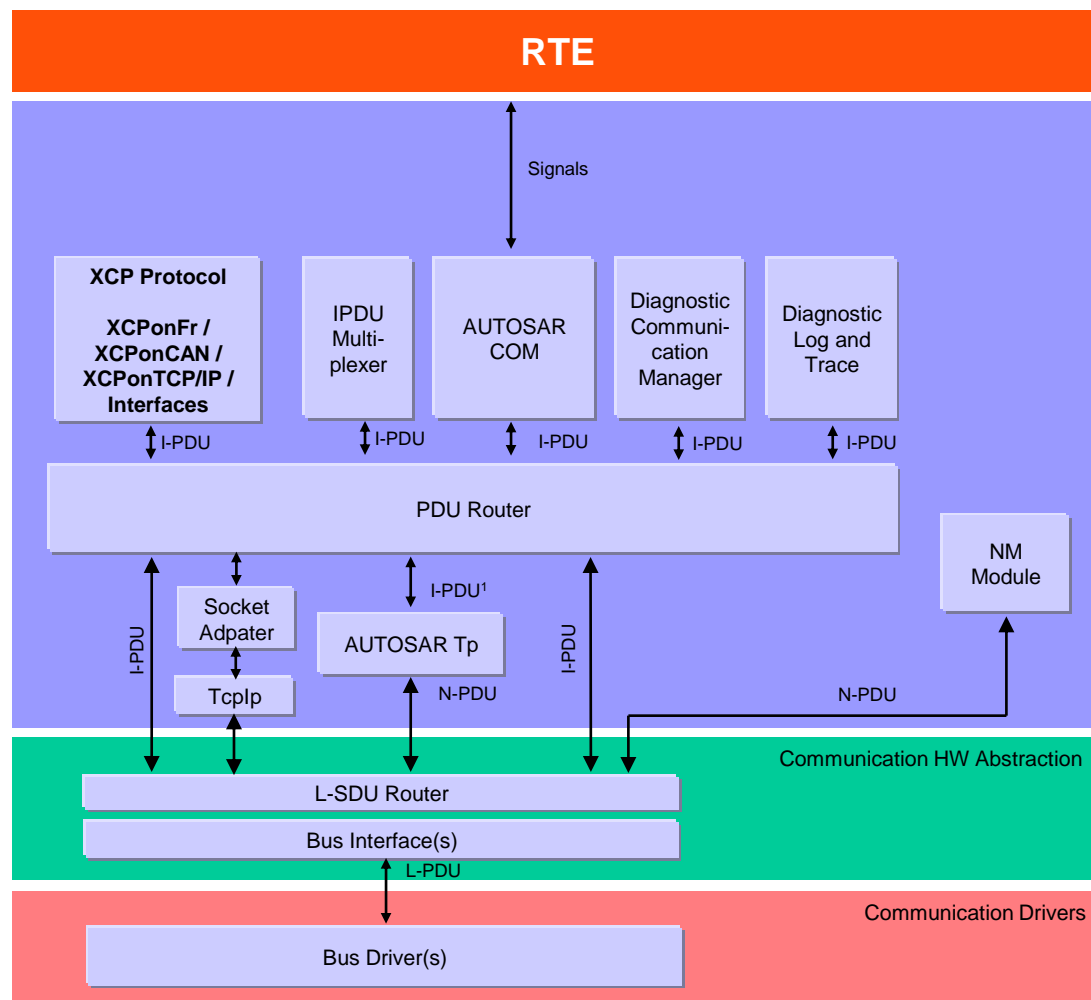 RTE
Signals
XCP Protocol
XCPonFr /
XCPonCAN /
XCPonTCP/IP /
Interfaces
IPDU
Multi-
plexer
AUTOSAR
COM
Diagnostic
Communi-
cation
Manager
Diagnostic
Log and
Trace
I-PDU
I-PDU
I-PDU
I-PDU
I-PDU
PDU Router
NM
Module
I-PDU
Socket
Adpater
TcpIp
I-PDU¹
AUTOSAR Tp
N-PDU
I-PDU
N-PDU
Communication HW Abstraction
L-SDU Router
Bus Interface(s)
L-PDU
Communication Drivers
Bus Driver(s)